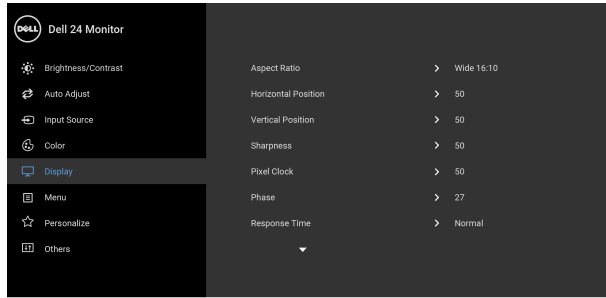 DELL Dell 24 Monitor
Brightness/Contrast
Auto Adjust
Input Source
Color
Display
Menu
Personalize
Others
Aspect Ratio Wide 16:10
Horizontal Position 50
Vertical Position 50
Sharpness 50
Pixel Clock 50
Phase 27
Response Time Normal